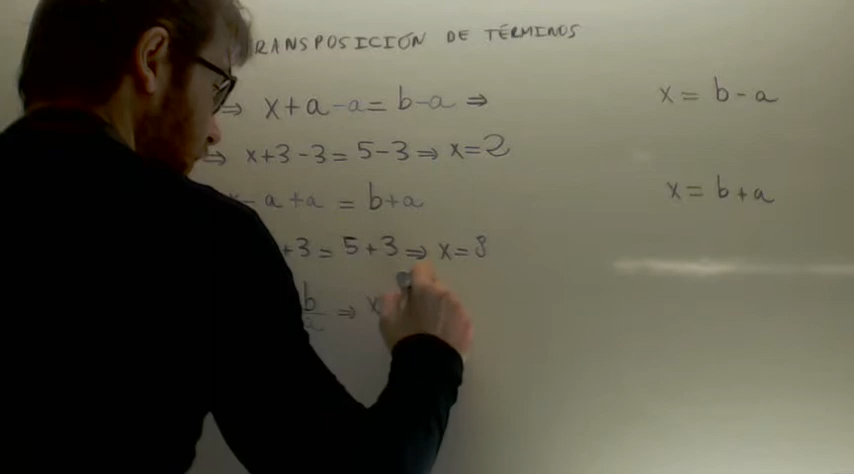 RANSPOSICIÓN DE TÉRMINOS
⇒ x+a-a=b-a ⇒ x=b-a
⇒ x+3-3=5-3⇒ x=2
-a+a=b+a x=b+a
+3=5+3⇒ x=8
b/a ⇒ x